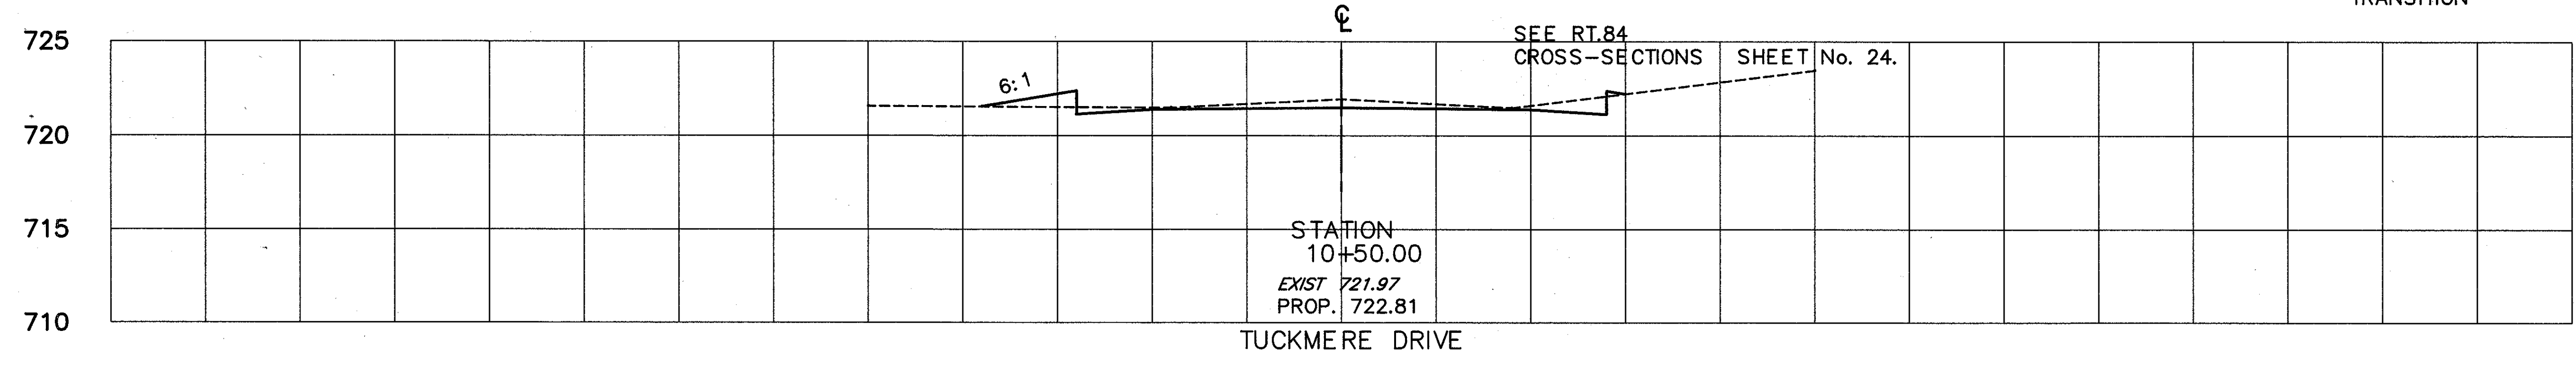 TRANSITION
℄
725
SEE RT.84
CROSS-SECTIONS SHEET No. 24.
6:1
720
715
STATION
10+50.00
EXIST 721.97
PROP. 722.81
710
TUCKMERE DRIVE